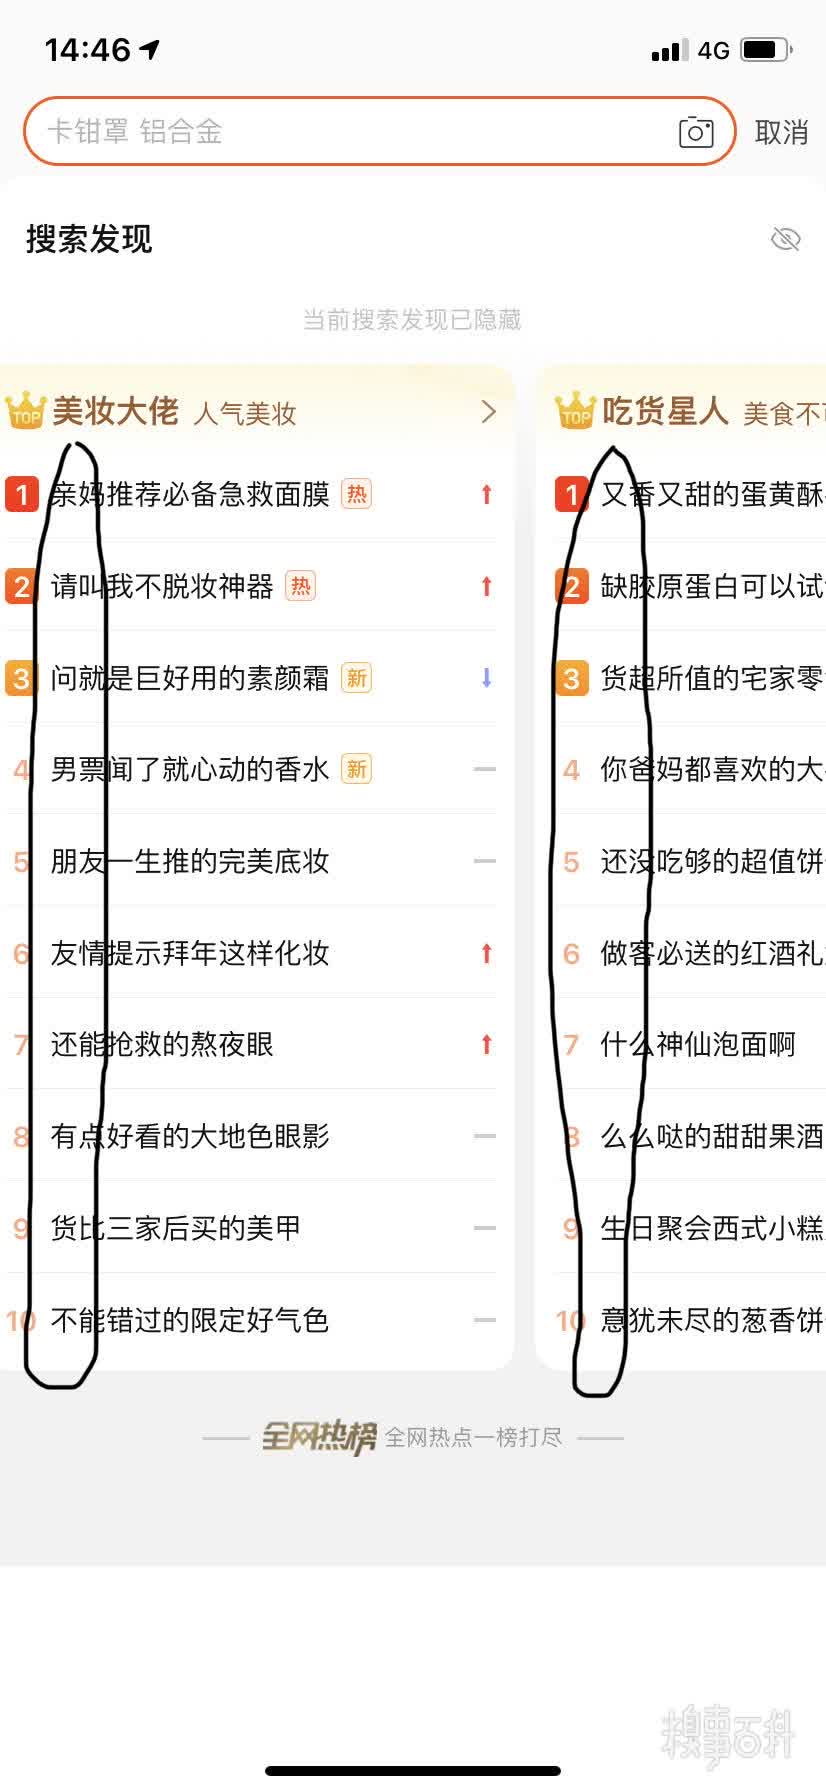 14:46
4G
卡钳罩 铝合金
取消
搜索发现
当前搜索发现已隐藏
TOP 美妆大佬 人气美妆
1 亲妈推荐必备急救面膜 热
2 请叫我不脱妆神器 热
3 问就是巨好用的素颜霜 新
4 男票闻了就心动的香水 新
5 朋友一生推的完美底妆
6 友情提示拜年这样化妆
7 还能抢救的熬夜眼
8 有点好看的大地色眼影
9 货比三家后买的美甲
10 不能错过的限定好气色
TOP 吃货星人 美食不可
1 又香又甜的蛋黄酥
2 缺胶原蛋白可以试
3 货超所值的宅家零
4 你爸妈都喜欢的大
5 还没吃够的超值饼
6 做客必送的红酒礼
7 什么神仙泡面啊
8 么么哒的甜甜果酒
9 生日聚会西式小糕
10 意犹未尽的葱香饼
全网热榜 全网热点一榜打尽
糗事百科